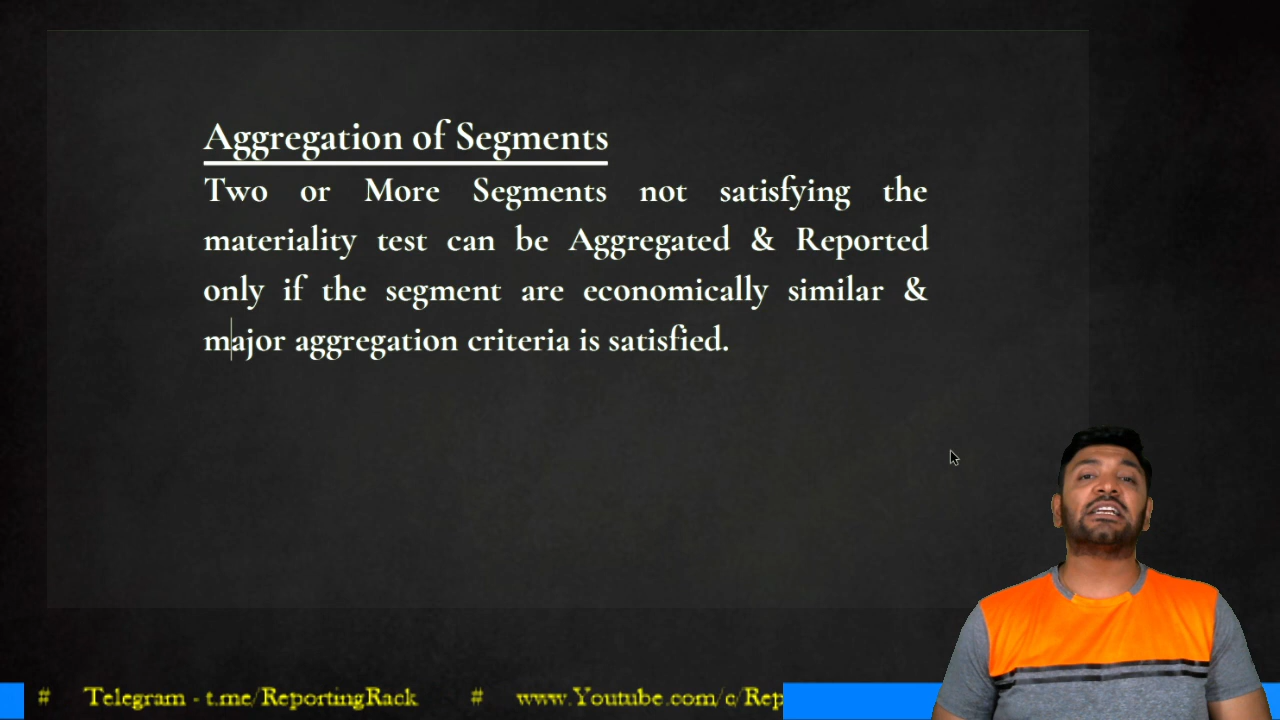 Aggregation of Segments
Two or More Segments not satisfying the
materiality test can be Aggregated & Reported
only if the segment are economically similar &
major aggregation criteria is satisfied.
# Telegram - t.me/ReportingRack # www.Youtube.com/c/Rep